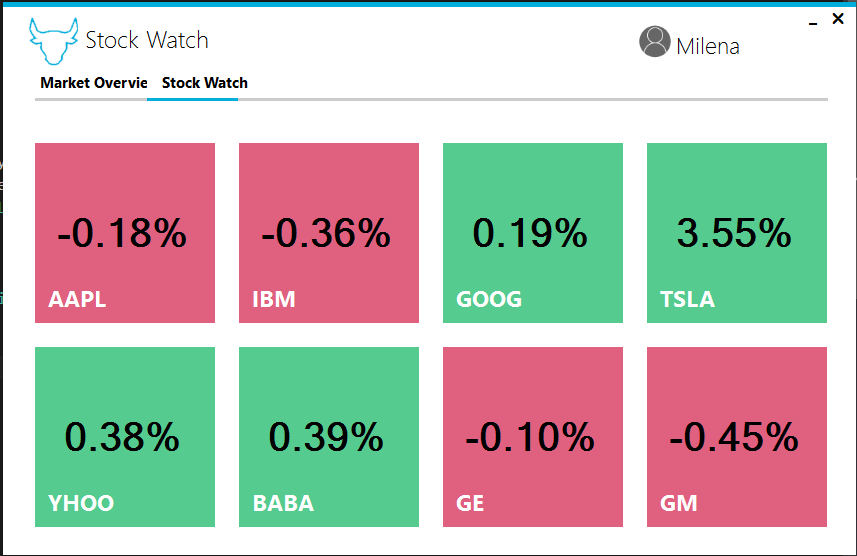 Stock Watch
Milena
Market Overvie
Stock Watch
-0.18%
AAPL
-0.36%
IBM
0.19%
GOOG
3.55%
TSLA
0.38%
YHOO
0.39%
BABA
-0.10%
GE
-0.45%
GM